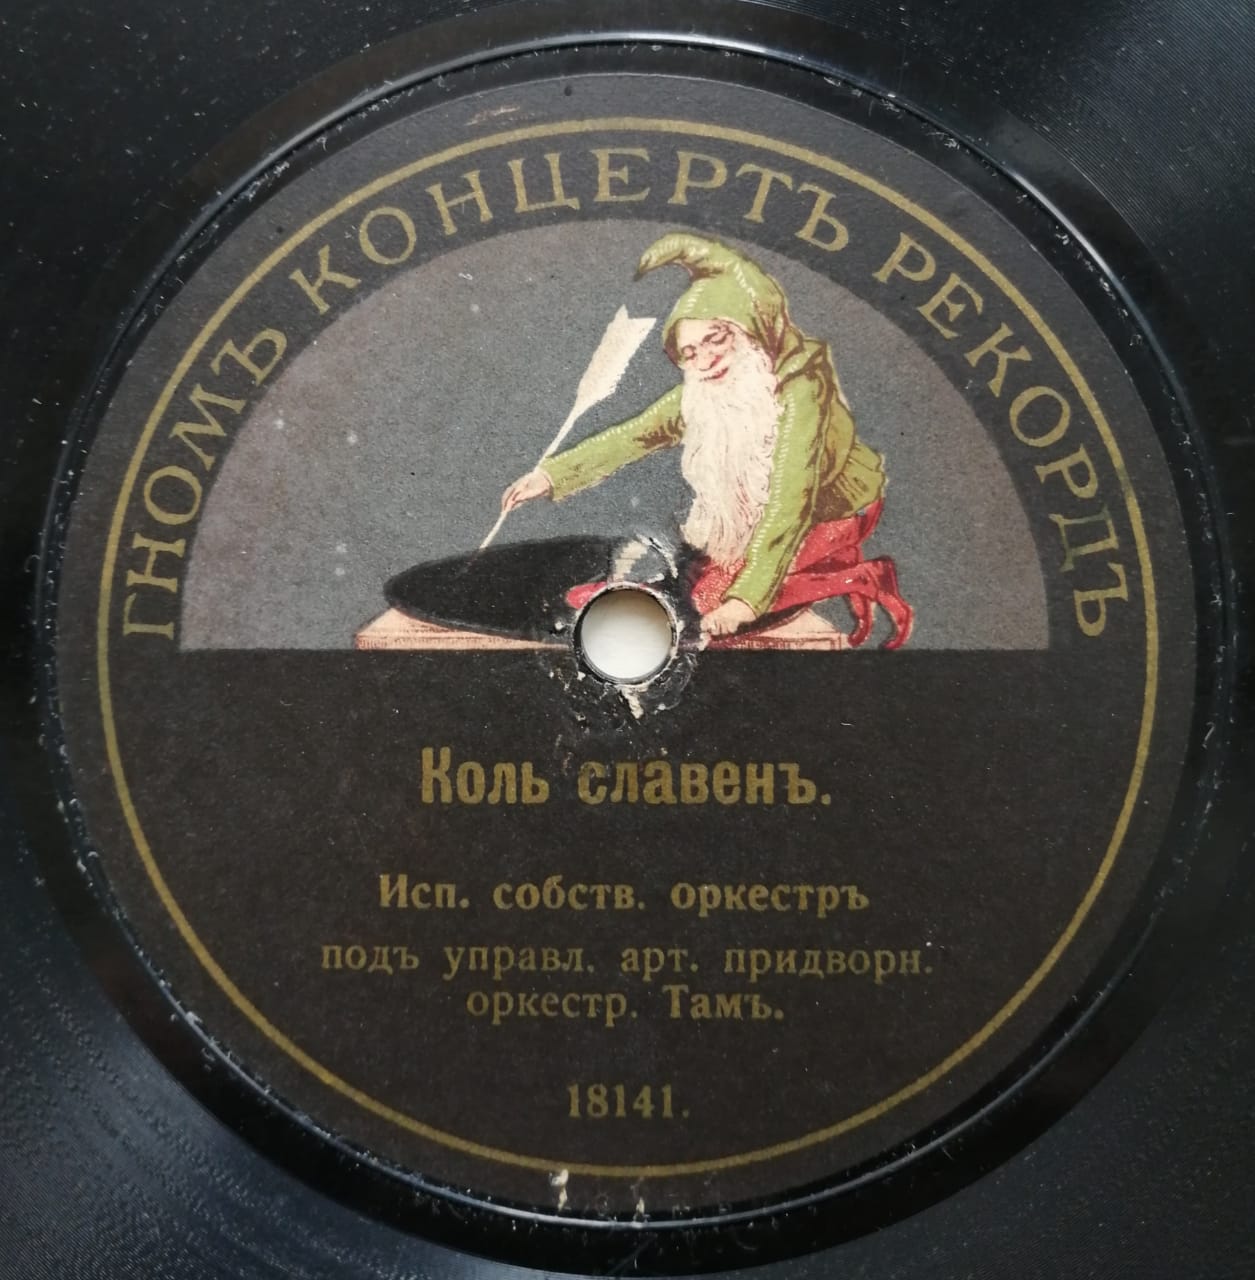 ГНОМЪ КОНЦЕРТЪ РЕКОРДЪ
Коль славенъ.
Исп. собств. оркестръ
подъ управл. арт. придворн.
оркестр. Тамъ.
18141.